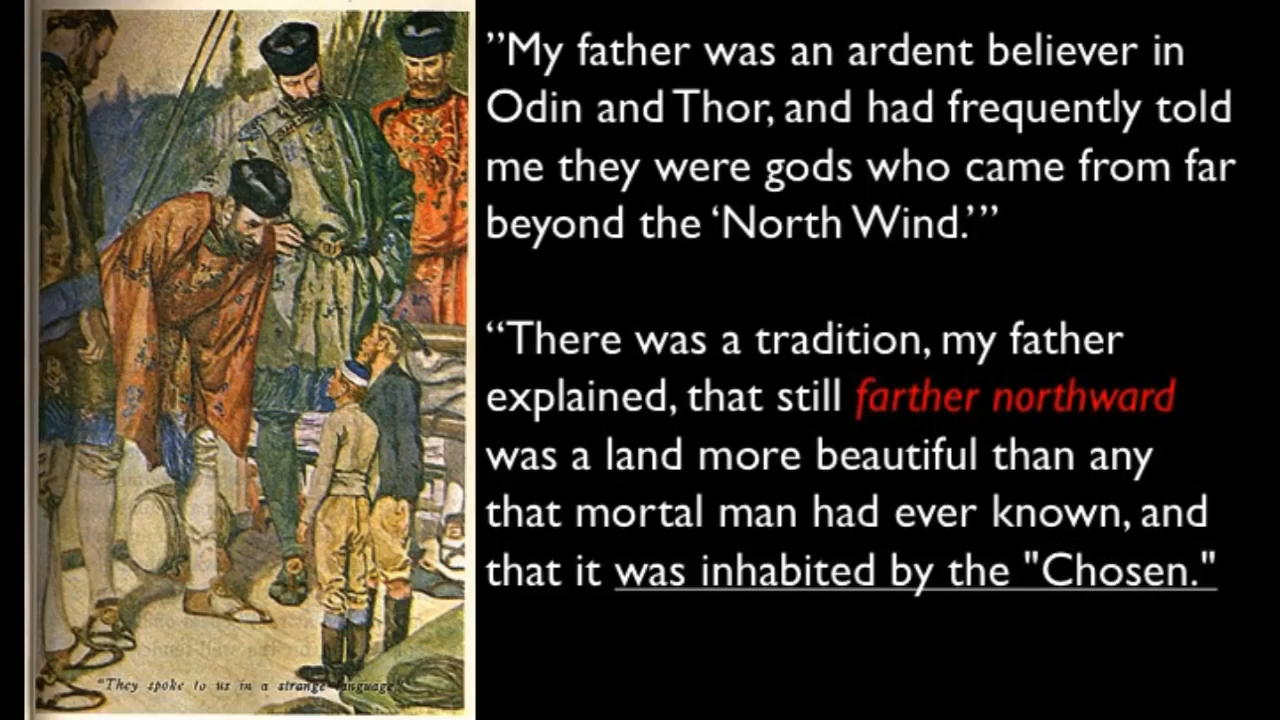 ”My father was an ardent believer in
Odin and Thor, and had frequently told
me they were gods who came from far
beyond the ‘North Wind.’”
“There was a tradition, my father
explained, that still farther northward
was a land more beautiful than any
that mortal man had ever known, and
that it was inhabited by the "Chosen."
"They spoke to us in a strange language"